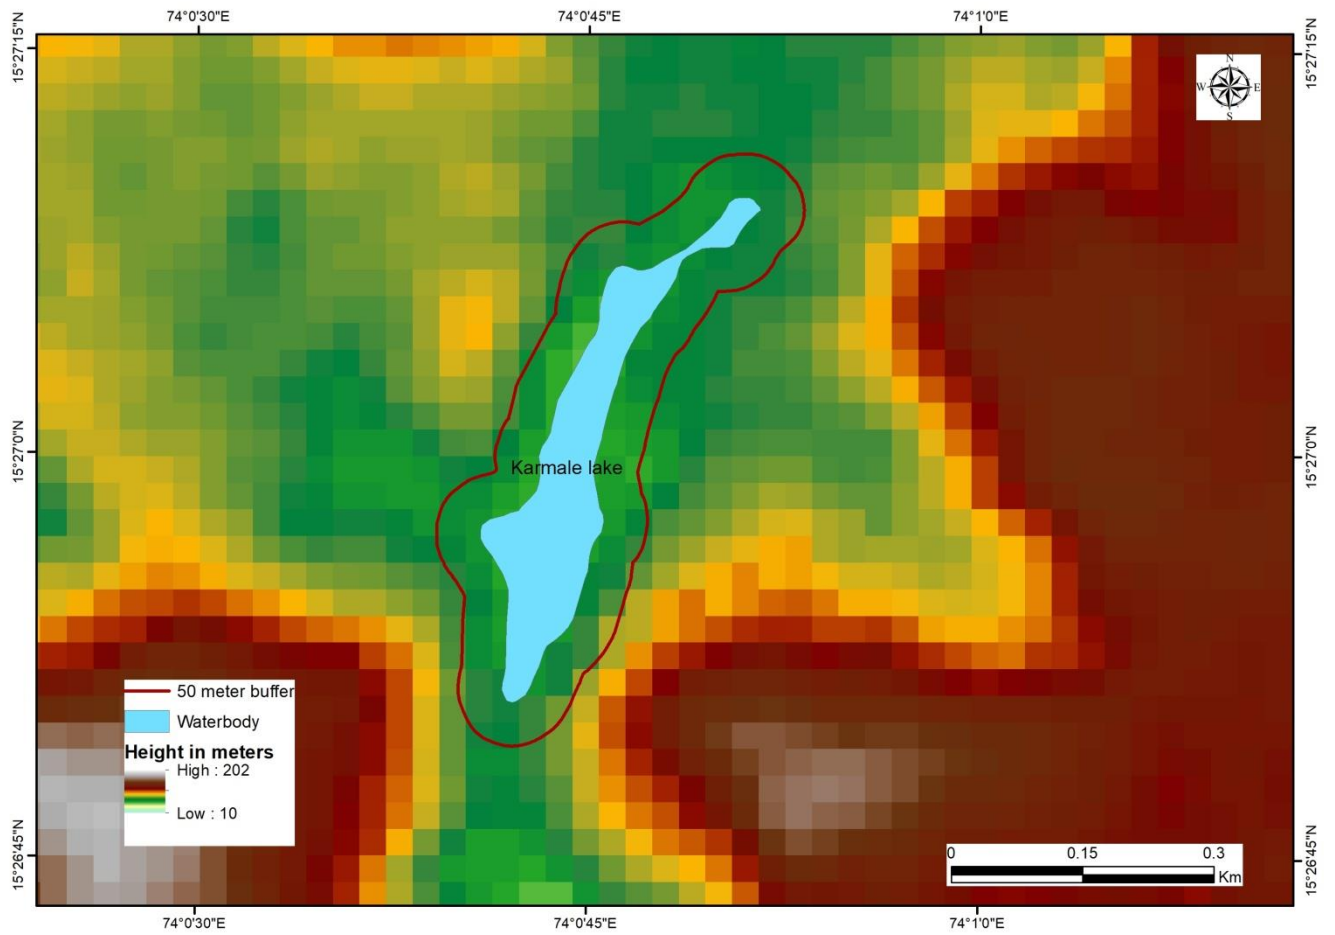 74°0'30"E 74°0'45"E 74°1'0"E
15°27'15"N 15°27'15"N
N
W E
S
15°27'0"N 15°27'0"N
Karmale lake
50 meter buffer
Waterbody
Height in meters
High : 202
Low : 10
15°26'45"N 15°26'45"N
0 0.15 0.3
Km
74°0'30"E 74°0'45"E 74°1'0"E